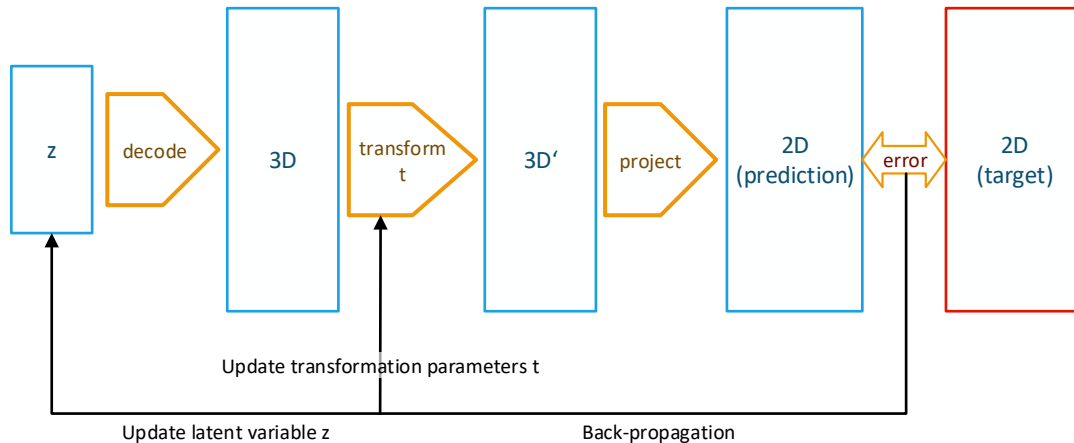 z
decode
3D
transform
t
3D‘
project
2D
(prediction)
error
2D
(target)
Update transformation parameters t
Update latent variable z
Back-propagation